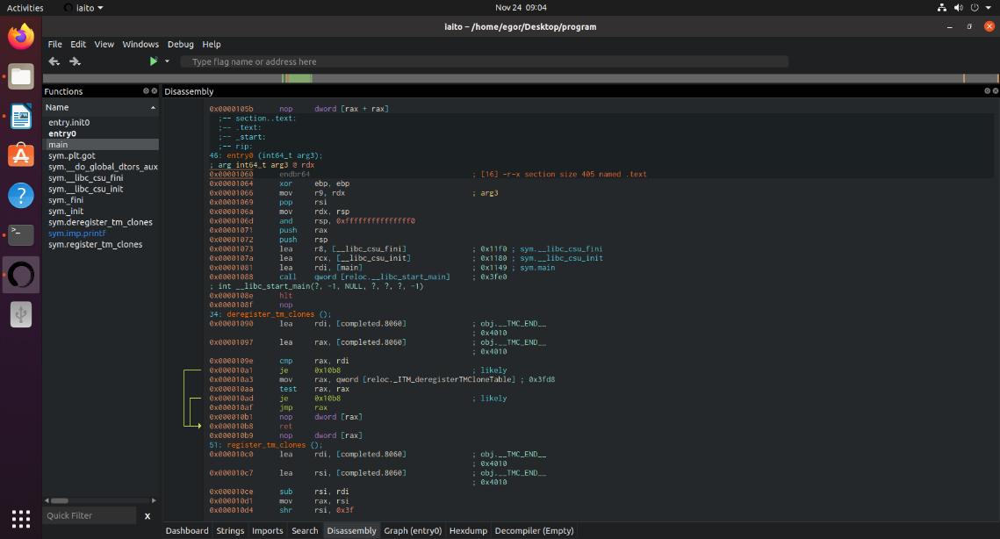 Activities iaito Nov 24 09:04
iaito – /home/egor/Desktop/program
File Edit View Windows Debug Help
Type flag name or address here
Functions
Name
entry.init0
entry0
main
sym..plt.got
sym.__do_global_dtors_aux
sym.__libc_csu_fini
sym.__libc_csu_init
sym._fini
sym._init
sym.deregister_tm_clones
sym.imp.printf
sym.register_tm_clones
Quick Filter X
Disassembly
0x0000105b nop dword [rax + rax]
;-- section..text:
;-- .text:
;-- _start:
;-- rip:
46: entry0 (int64_t arg3);
; arg int64_t arg3 @ rdx
0x00001060 endbr64 ; [16] -r-x section size 405 named .text
0x00001064 xor ebp, ebp
0x00001066 mov r9, rdx ; arg3
0x00001069 pop rsi
0x0000106a mov rdx, rsp
0x0000106d and rsp, 0xfffffffffffffff0
0x00001071 push rax
0x00001072 push rsp
0x00001073 lea r8, [__libc_csu_fini] ; 0x11f0 ; sym.__libc_csu_fini
0x0000107a lea rcx, [__libc_csu_init] ; 0x1180 ; sym.__libc_csu_init
0x00001081 lea rdi, [main] ; 0x1149 ; sym.main
0x00001088 call qword [reloc.__libc_start_main] ; 0x3fe0
; int __libc_start_main(?, -1, NULL, ?, ?, ?, -1)
0x0000108e hlt
0x0000108f nop
34: deregister_tm_clones ();
0x00001090 lea rdi, [completed.8060] ; obj.__TMC_END__
; 0x4010
0x00001097 lea rax, [completed.8060] ; obj.__TMC_END__
; 0x4010
0x0000109e cmp rax, rdi
0x000010a1 je 0x10b8 ; likely
0x000010a3 mov rax, qword [reloc._ITM_deregisterTMCloneTable] ; 0x3fd8
0x000010aa test rax, rax
0x000010ad je 0x10b8 ; likely
0x000010af jmp rax
0x000010b1 nop dword [rax]
0x000010b8 ret
0x000010b9 nop dword [rax]
51: register_tm_clones ();
0x000010c0 lea rdi, [completed.8060] ; obj.__TMC_END__
; 0x4010
0x000010c7 lea rsi, [completed.8060] ; obj.__TMC_END__
; 0x4010
0x000010ce sub rsi, rdi
0x000010d1 mov rax, rsi
0x000010d4 shr rsi, 0x3f
Dashboard Strings Imports Search Disassembly Graph (entry0) Hexdump Decompiler (Empty)